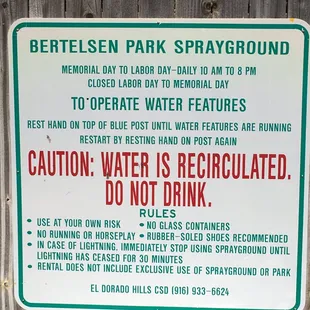 BERTELSEN PARK SPRAYGROUND
MEMORIAL DAY TO LABOR DAY-DAILY 10 AM TO 8 PM
CLOSED LABOR DAY TO MEMORIAL DAY
TO OPERATE WATER FEATURES
REST HAND ON TOP OF BLUE POST UNTIL WATER FEATURES ARE RUNNING
RESTART BY RESTING HAND ON POST AGAIN
CAUTION: WATER IS RECIRCULATED.
DO NOT DRINK.
RULES
• USE AT YOUR OWN RISK • NO GLASS CONTAINERS
• NO RUNNING OR HORSEPLAY • RUBBER-SOLED SHOES RECOMMENDED
• IN CASE OF LIGHTNING, IMMEDIATELY STOP USING SPRAYGROUND UNTIL
LIGHTNING HAS CEASED FOR 30 MINUTES
• RENTAL DOES NOT INCLUDE EXCLUSIVE USE OF SPRAYGROUND OR PARK
EL DORADO HILLS CSD (916) 933-6624